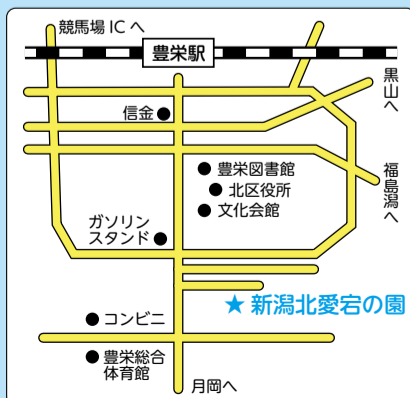 競馬場 IC へ
豊栄駅
黒山へ
信金
豊栄図書館
北区役所
文化会館
福島潟へ
ガソリン
スタンド
★ 新潟北愛宕の園
コンビニ
豊栄総合
体育館
月岡へ